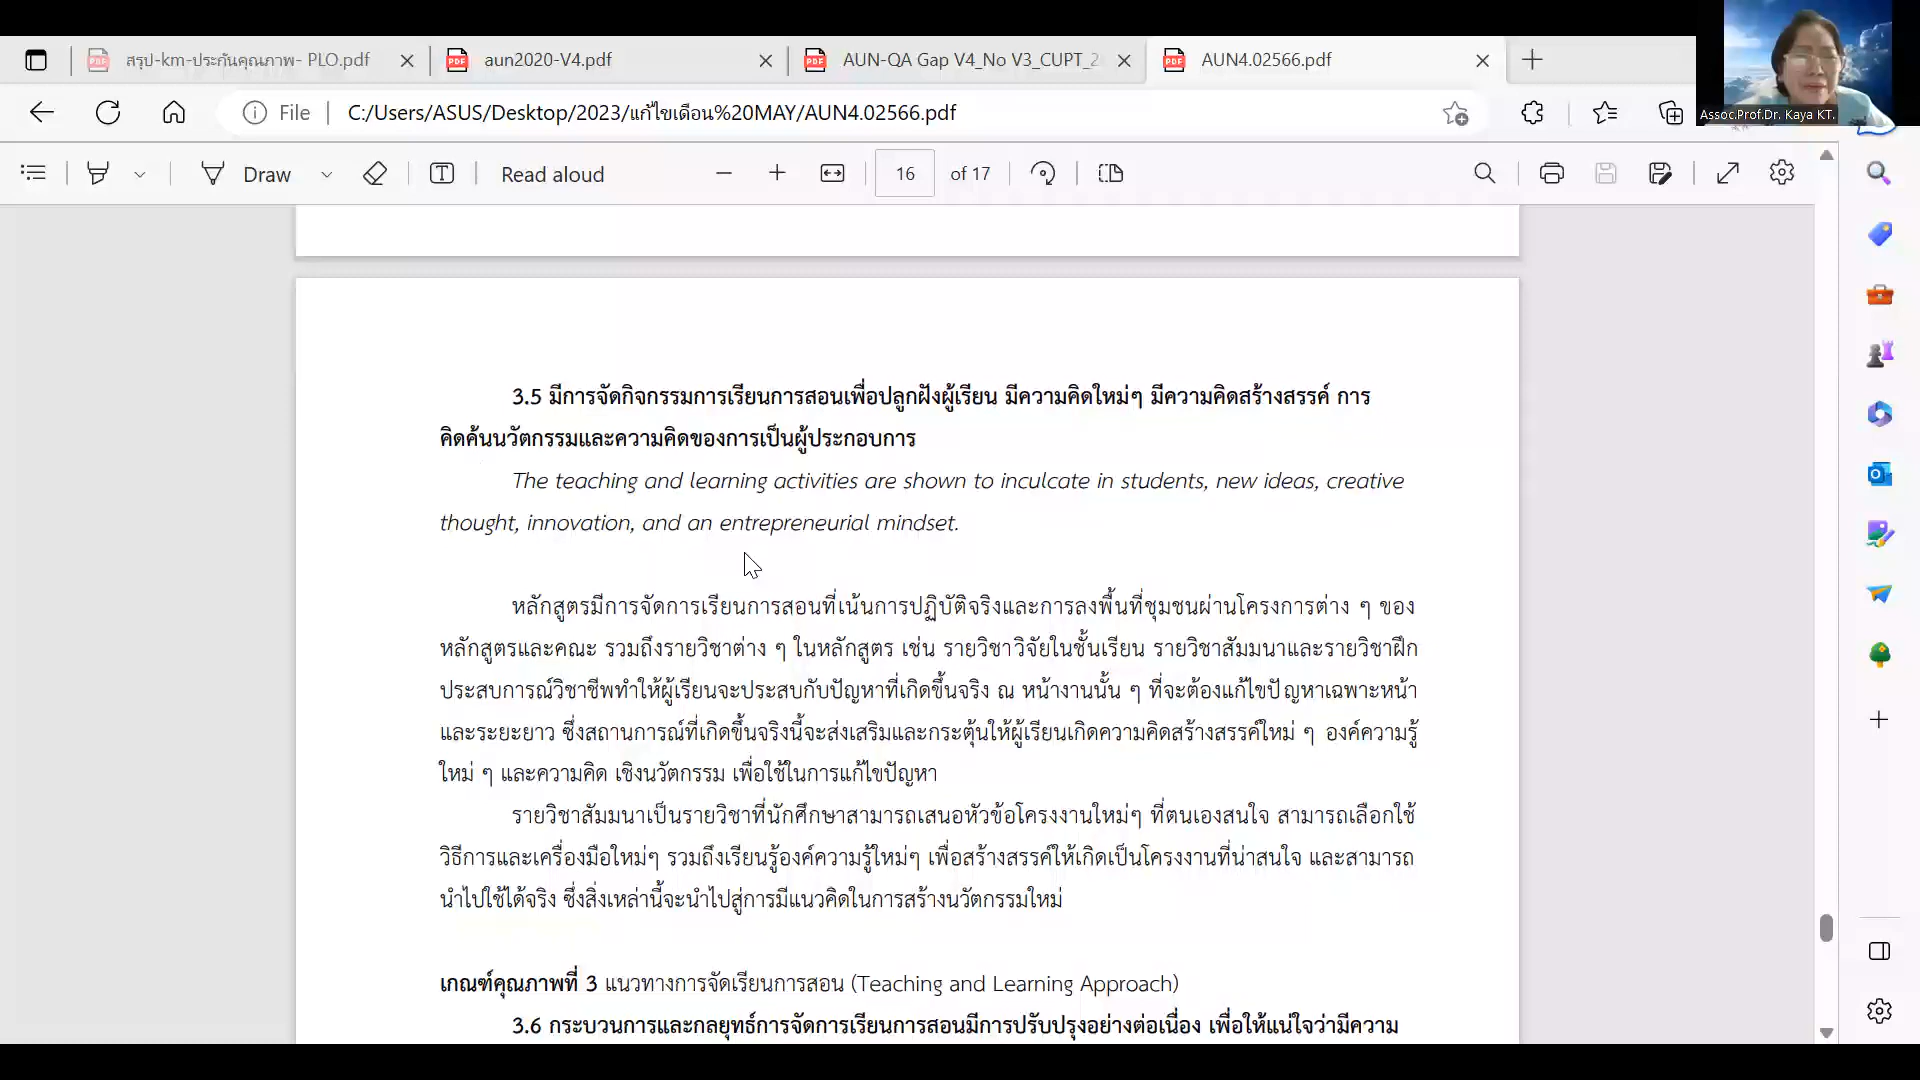 สรุป-km-ประกันคุณภาพ- PLO.pdf
aun2020-V4.pdf
AUN-QA Gap V4_No V3_CUPT_2
AUN4.02566.pdf
File
C:/Users/ASUS/Desktop/2023/แก้ไขเดือน%20MAY/AUN4.02566.pdf
Assoc.Prof.Dr. Kaya KT.
Draw
Read aloud
16 of 17
3.5 มีการจัดกิจกรรมการเรียนการสอนเพื่อปลูกฝังผู้เรียน มีความคิดใหม่ๆ มีความคิดสร้างสรรค์ การ
คิดค้นนวัตกรรมและความคิดของการเป็นผู้ประกอบการ
The teaching and learning activities are shown to inculcate in students, new ideas, creative
thought, innovation, and an entrepreneurial mindset.
หลักสูตรมีการจัดการเรียนการสอนที่เน้นการปฏิบัติจริงและการลงพื้นที่ชุมชนผ่านโครงการต่าง ๆ ของ
หลักสูตรและคณะ รวมถึงรายวิชาต่าง ๆ ในหลักสูตร เช่น รายวิชาวิจัยในชั้นเรียน รายวิชาสัมมนาและรายวิชาฝึก
ประสบการณ์วิชาชีพทำให้ผู้เรียนจะประสบกับปัญหาที่เกิดขึ้นจริง ณ หน้างานนั้น ๆ ที่จะต้องแก้ไขปัญหาเฉพาะหน้า
และระยะยาว ซึ่งสถานการณ์ที่เกิดขึ้นจริงนี้จะส่งเสริมและกระตุ้นให้ผู้เรียนเกิดความคิดสร้างสรรค์ใหม่ ๆ องค์ความรู้
ใหม่ ๆ และความคิด เชิงนวัตกรรม เพื่อใช้ในการแก้ไขปัญหา
รายวิชาสัมมนาเป็นรายวิชาที่นักศึกษาสามารถเสนอหัวข้อโครงงานใหม่ๆ ที่ตนเองสนใจ สามารถเลือกใช้
วิธีการและเครื่องมือใหม่ๆ รวมถึงเรียนรู้องค์ความรู้ใหม่ๆ เพื่อสร้างสรรค์ให้เกิดเป็นโครงงานที่น่าสนใจ และสามารถ
นำไปใช้ได้จริง ซึ่งสิ่งเหล่านี้จะนำไปสู่การมีแนวคิดในการสร้างนวัตกรรมใหม่
เกณฑ์คุณภาพที่ 3 แนวทางการจัดเรียนการสอน (Teaching and Learning Approach)
3.6 กระบวนการและกลยุทธ์การจัดการเรียนการสอนมีการปรับปรุงอย่างต่อเนื่อง เพื่อให้แน่ใจว่ามีความ